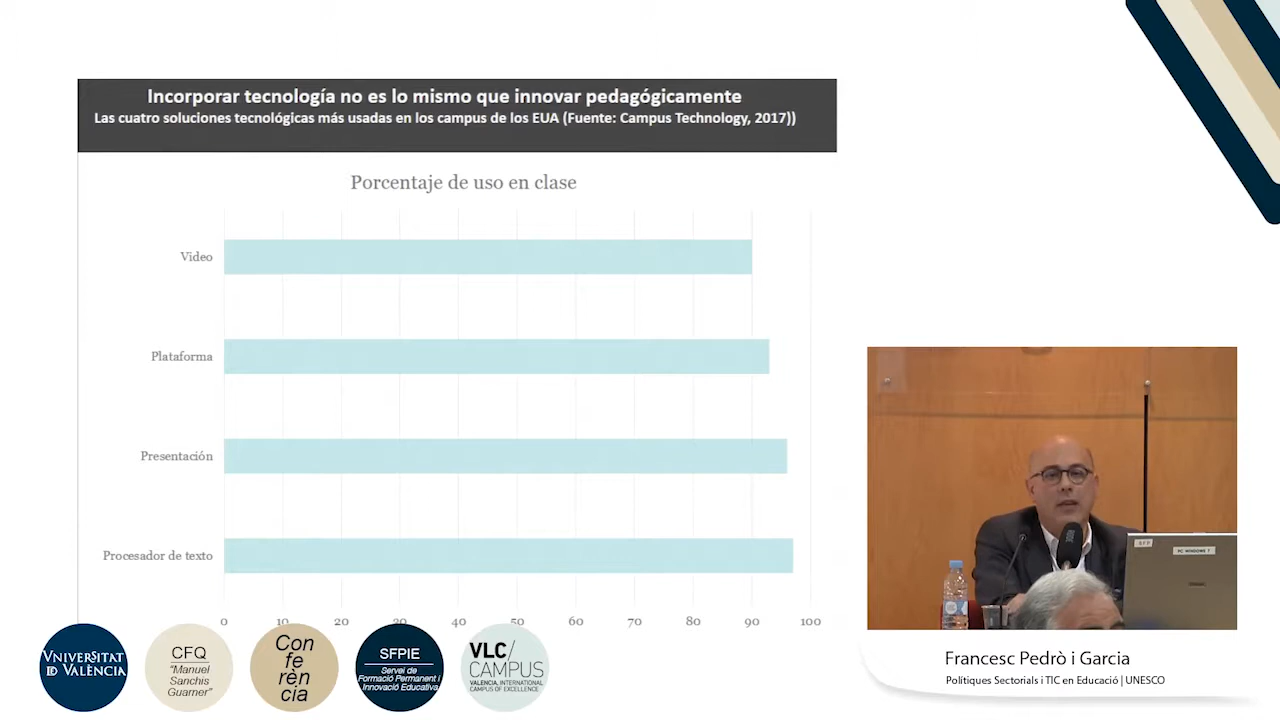 Incorporar tecnología no es lo mismo que innovar pedagógicamente
Las cuatro soluciones tecnológicas más usadas en los campus de los EUA (Fuente: Campus Technology, 2017))
Porcentaje de uso en clase
Video
Plataforma
Presentación
Procesador de texto
0 10 20 30 40 50 60 70 80 90 100
PC WINDOWS 7
VNIVERSITAT
DE VALÈNCIA
CFQ
"Manuel
Sanchis
Guarner"
Con
fe
rèn
cia
SFPIE
Servei de
Formació Permanent i
Innovació Educativa
VLC/
CAMPUS
VALENCIA, INTERNATIONAL
CAMPUS OF EXCELLENCE
Francesc Pedrò i Garcia
Polítiques Sectorials i TIC en Educació | UNESCO